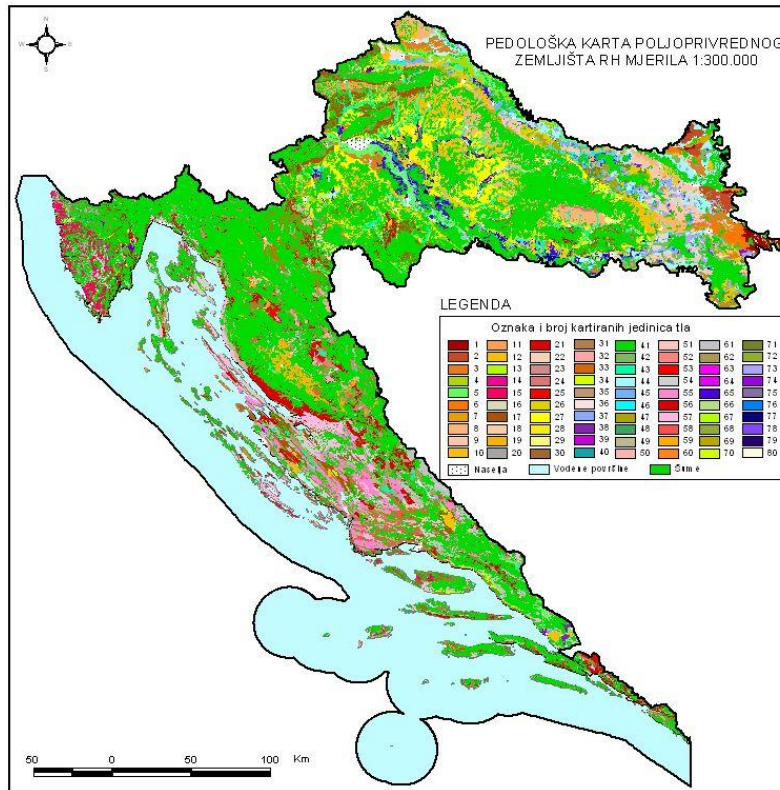 N
W
S
PEDOLOŠKA KARTA POLJOPRIVREDNOG
ZEMLJIŠTA RH MJERILA 1:300.000
LEGENDA
Oznaka i broj kartiranih jedinica tla
1 11 21 31 41 51 61 71
2 12 22 32 42 52 62 72
3 13 23 33 43 53 63 73
4 14 24 34 44 54 64 74
5 15 25 35 45 55 65 75
6 16 26 36 46 56 66 76
7 17 27 37 47 57 67 77
8 18 28 38 48 58 68 78
9 19 29 39 49 59 69 79
10 20 30 40 50 60 70 80
Naselja Vodene površine Šume
50 0 50 100 Km